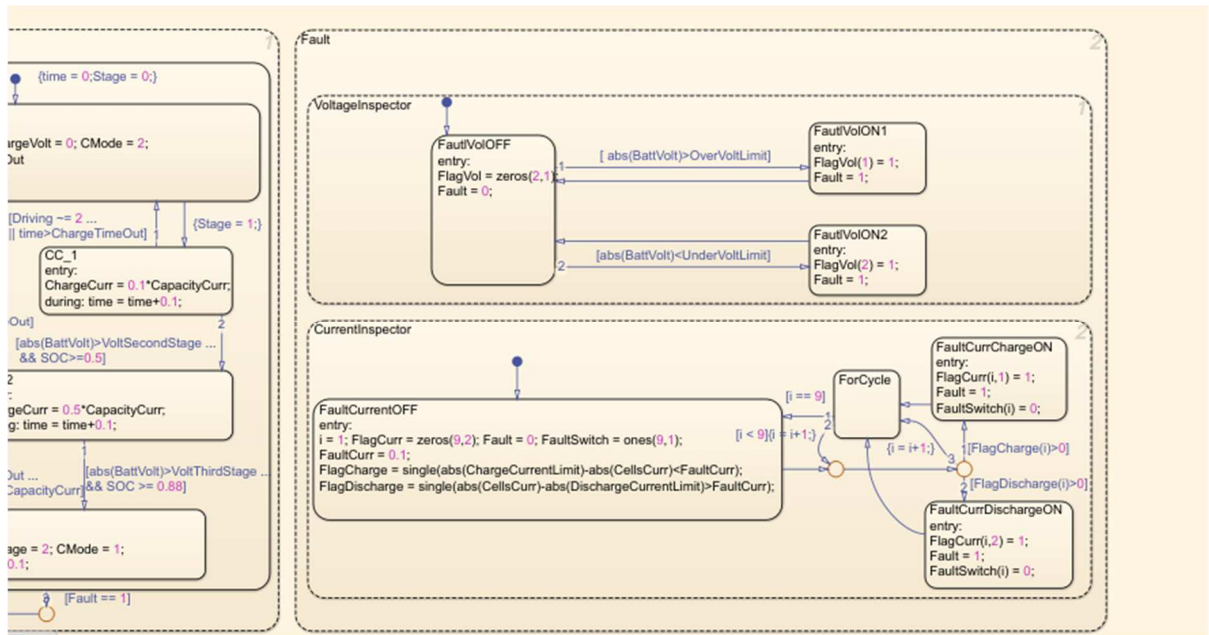 1
{time = 0;Stage = 0;}
argeVolt = 0; CMode = 2;
Out
[Driving ~= 2 ...
|| time>ChargeTimeOut]
1
{Stage = 1;}
CC_1
entry:
ChargeCurr = 0.1*CapacityCurr;
during: time = time+0.1;
Out]
2
[abs(BattVolt)>VoltSecondStage ...
&& SOC>=0.5]
2
geCurr = 0.5*CapacityCurr;
g: time = time+0.1;
1
Out ...
CapacityCurr]
[abs(BattVolt)>VoltThirdStage ...
&& SOC >= 0.88]
age = 2; CMode = 1;
0.1;
[Fault == 1]
Fault
2
VoltageInspector
1
FautlVolOFF
entry:
FlagVol = zeros(2,1)
Fault = 0;
1
[ abs(BattVolt)>OverVoltLimit]
FautlVolON1
entry:
FlagVol(1) = 1;
Fault = 1;
2
[abs(BattVolt)<UnderVoltLimit]
FautlVolON2
entry:
FlagVol(2) = 1;
Fault = 1;
CurrentInspector
2
FaultCurrentOFF
entry:
i = 1; FlagCurr = zeros(9,2); Fault = 0; FaultSwitch = ones(9,1);
FaultCurr = 0.1;
FlagCharge = single(abs(ChargeCurrentLimit)-abs(CellsCurr)<FaultCurr);
FlagDischarge = single(abs(CellsCurr)-abs(DischargeCurrentLimit)>FaultCurr);
[i == 9]
1
2
[i < 9]{i = i+1;}
ForCycle
{i = i+1;}
3
FaultCurrChargeON
entry:
FlagCurr(i,1) = 1;
Fault = 1;
FaultSwitch(i) = 0;
1
[FlagCharge(i)>0]
2
[FlagDischarge(i)>0]
FaultCurrDischargeON
entry:
FlagCurr(i,2) = 1;
Fault = 1;
FaultSwitch(i) = 0;